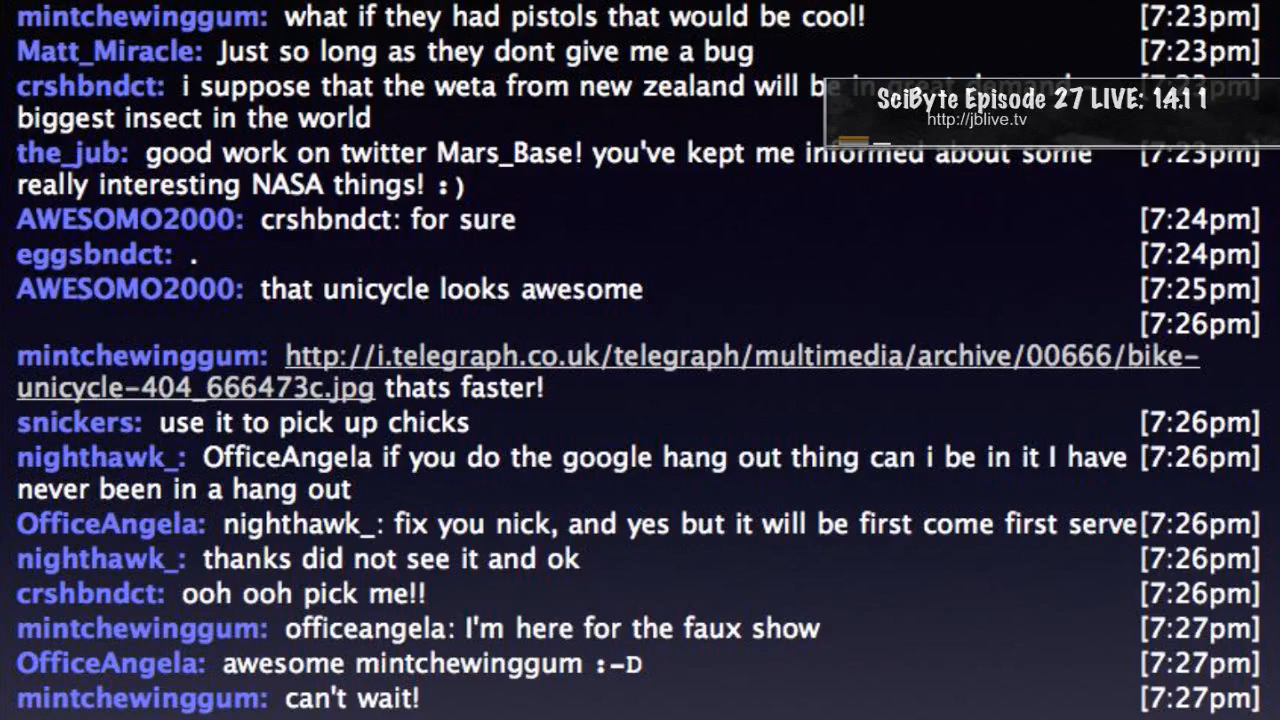 mintchewinggum: what if they had pistols that would be cool! [7:23pm]
Matt_Miracle: Just so long as they dont give me a bug [7:23pm]
crshbndct: i suppose that the weta from new zealand will be in great demand [7:23pm]
biggest insect in the world
SciByte Episode 27 LIVE: 14.11
http://jblive.tv
the_jub: good work on twitter Mars_Base! you've kept me informed about some [7:23pm]
really interesting NASA things! :)
AWESOMO2000: crshbndct: for sure [7:24pm]
eggsbndct: . [7:24pm]
AWESOMO2000: that unicycle looks awesome [7:25pm]
[7:26pm]
mintchewinggum: http://i.telegraph.co.uk/telegraph/multimedia/archive/00666/bike-
unicycle-404_666473c.jpg thats faster!
snickers: use it to pick up chicks [7:26pm]
nighthawk_: OfficeAngela if you do the google hang out thing can i be in it I have [7:26pm]
never been in a hang out
OfficeAngela: nighthawk_: fix you nick, and yes but it will be first come first serve [7:26pm]
nighthawk_: thanks did not see it and ok [7:26pm]
crshbndct: ooh ooh pick me!! [7:26pm]
mintchewinggum: officeangela: I'm here for the faux show [7:27pm]
OfficeAngela: awesome mintchewinggum :-D [7:27pm]
mintchewinggum: can't wait! [7:27pm]